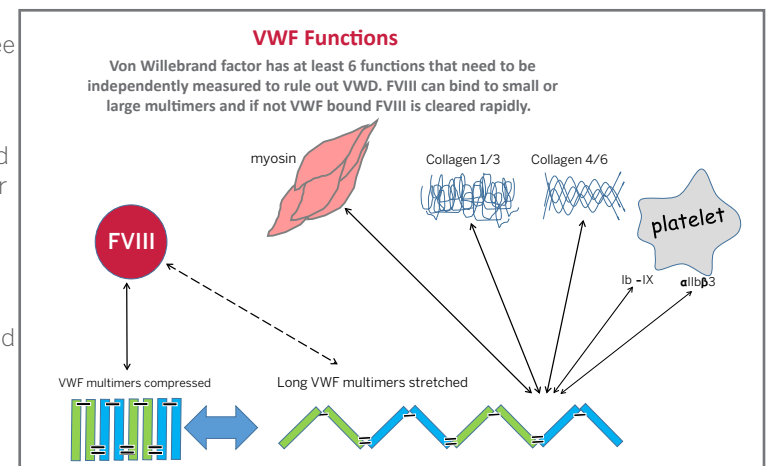 ee
d
r
d
VWF Functions
Von Willebrand factor has at least 6 functions that need to be
independently measured to rule out VWD. FVIII can bind to small or
large multimers and if not VWF bound FVIII is cleared rapidly.
myosin
Collagen 1/3
Collagen 4/6
platelet
FVIII
Ib -IX
αIIbβ3
VWF multimers compressed
Long VWF multimers stretched